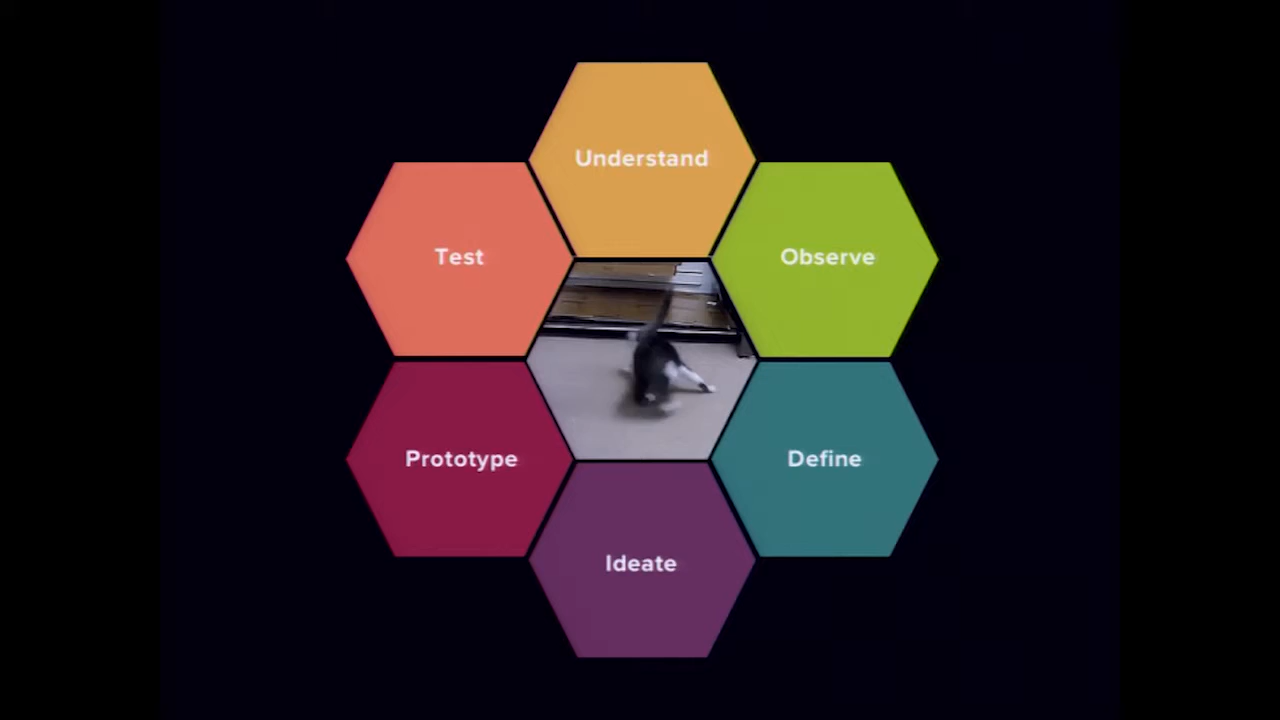 Understand
Observe
Define
Ideate
Prototype
Test